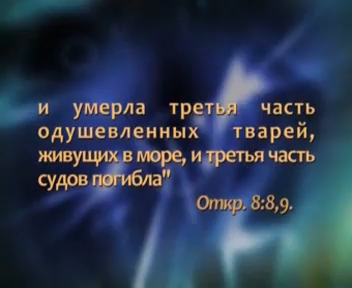 и умерла третья часть
одушевленных тварей,
живущих в море, и третья часть
судов погибла"
Откр. 8:8,9.